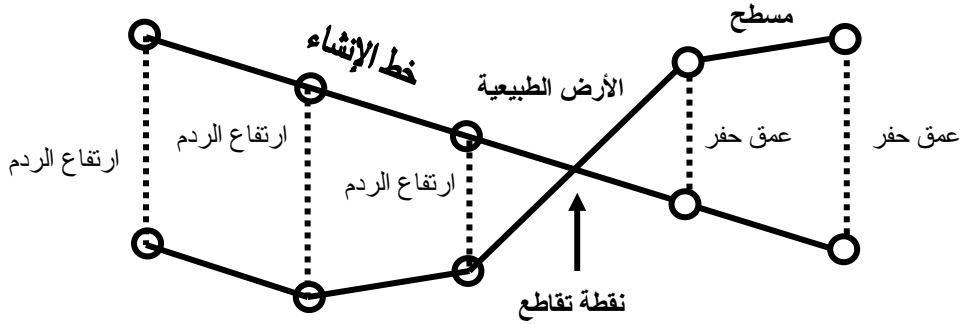 مسطح
خط الإنشاء
الأرض الطبيعية
عمق حفر
عمق حفر
ارتفاع الردم
ارتفاع الردم
ارتفاع الردم
نقطة تقاطع